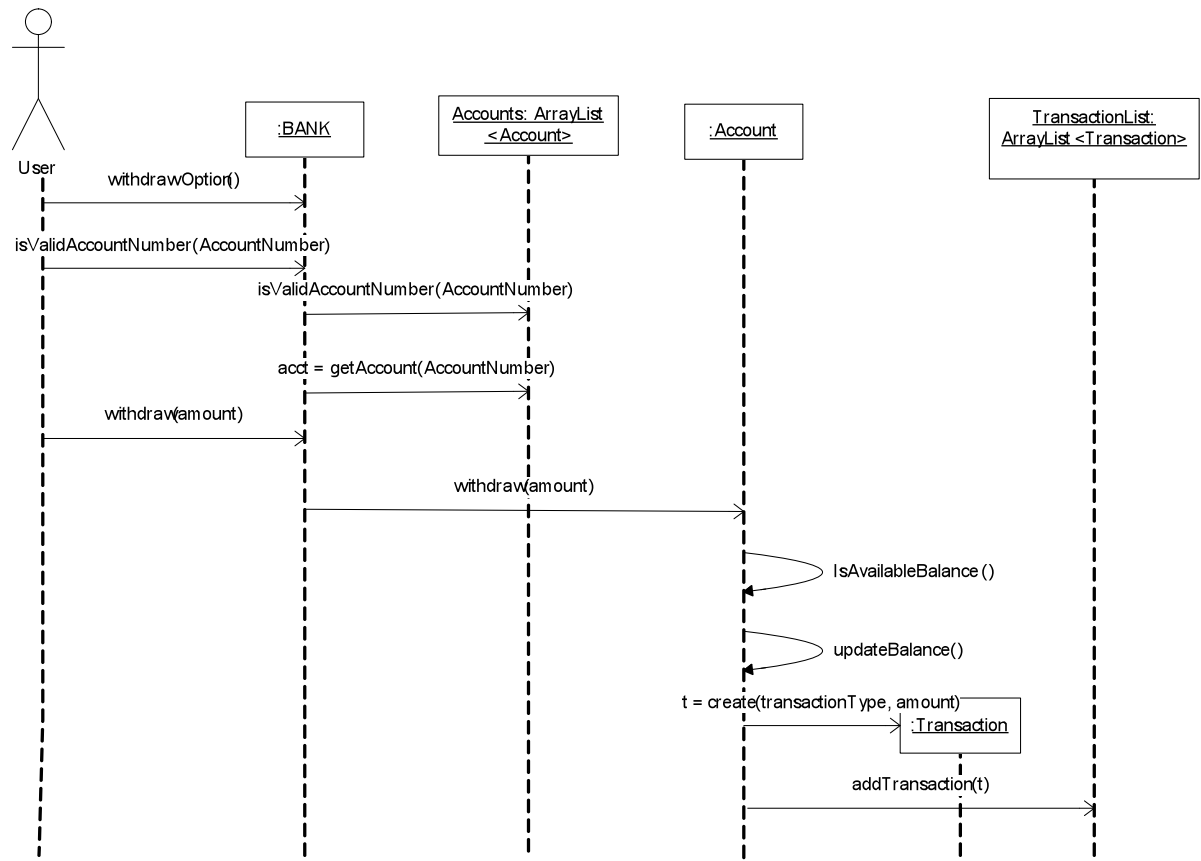 :BANK
Accounts: ArrayList
<Account>
:Account
TransactionList:
ArrayList <Transaction>
User
withdrawOption()
isValidAccountNumber(AccountNumber)
isValidAccountNumber(AccountNumber)
acct = getAccount(AccountNumber)
withdraw(amount)
withdraw(amount)
IsAvailableBalance()
updateBalance()
t = create(transactionType, amount)
:Transaction
addTransaction(t)